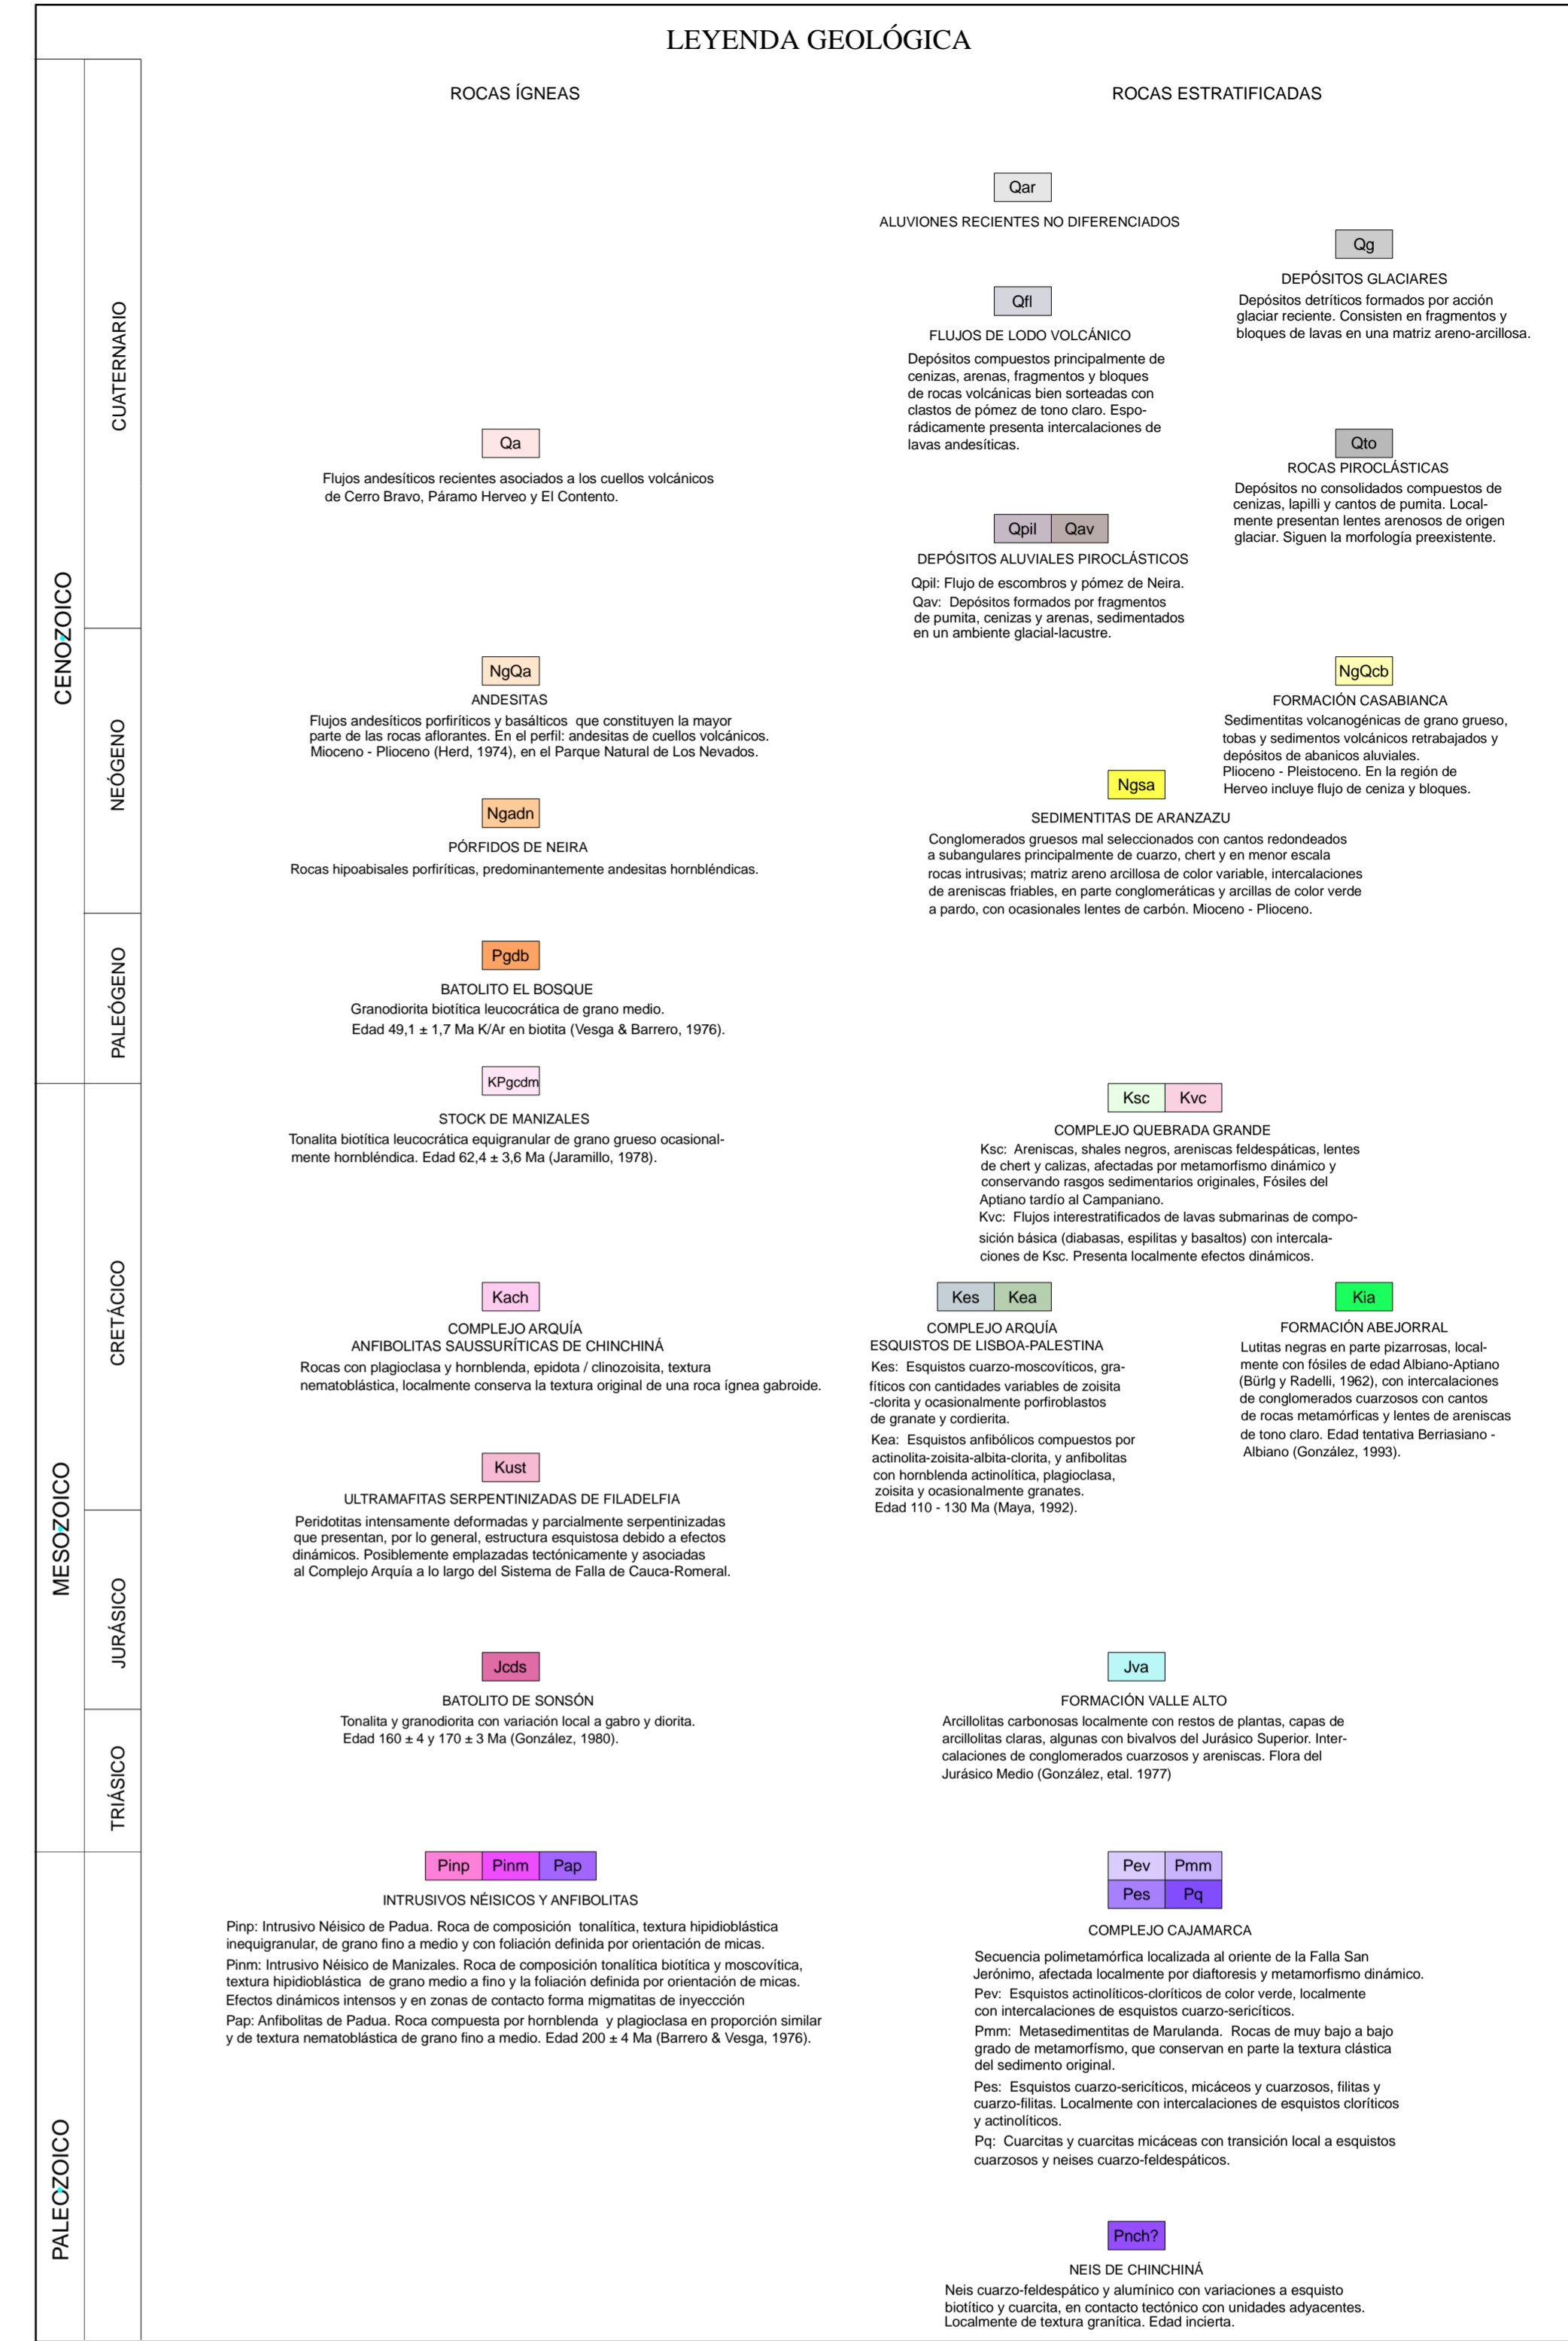 LEYENDA GEOLÓGICA
ROCAS ÍGNEAS
ROCAS ESTRATIFICADAS
CENOZOICO
CUATERNARIO
NEÓGENO
PALEÓGENO
MESOZOICO
CRETÁCICO
JURÁSICO
TRIÁSICO
PALEOZOICO
Qa
Flujos andesíticos recientes asociados a los cuellos volcánicos
de Cerro Bravo, Páramo Herveo y El Contento.
NgQa
ANDESITAS
Flujos andesíticos porfiríticos y basálticos que constituyen la mayor
parte de las rocas aflorantes. En el perfil: andesitas de cuellos volcánicos.
Mioceno - Plioceno (Herd, 1974), en el Parque Natural de Los Nevados.
Ngadn
PÓRFIDOS DE NEIRA
Rocas hipoabisales porfiríticas, predominantemente andesitas hornbléndicas.
Pgdb
BATOLITO EL BOSQUE
Granodiorita biotítica leucocrática de grano medio.
Edad 49,1 ± 1,7 Ma K/Ar en biotita (Vesga & Barrero, 1976).
KPgcdm
STOCK DE MANIZALES
Tonalita biotítica leucocrática equigranular de grano grueso ocasional-
mente hornbléndica. Edad 62,4 ± 3,6 Ma (Jaramillo, 1978).
Kach
COMPLEJO ARQUÍA
ANFIBOLITAS SAUSSURÍTICAS DE CHINCHINÁ
Rocas con plagioclasa y hornblenda, epidota / clinozoisita, textura
nematoblástica, localmente conserva la textura original de una roca ígnea gabroide.
Kust
ULTRAMAFITAS SERPENTINIZADAS DE FILADELFIA
Peridotitas intensamente deformadas y parcialmente serpentinizadas
que presentan, por lo general, estructura esquistosa debido a efectos
dinámicos. Posiblemente emplazadas tectónicamente y asociadas
al Complejo Arquía a lo largo del Sistema de Falla de Cauca-Romeral.
Jcds
BATOLITO DE SONSÓN
Tonalita y granodiorita con variación local a gabro y diorita.
Edad 160 ± 4 y 170 ± 3 Ma (González, 1980).
Pinp Pinm Pap
INTRUSIVOS NÉISICOS Y ANFIBOLITAS
Pinp: Intrusivo Néisico de Padua. Roca de composición tonalítica, textura hipidioblástica
inequigranular, de grano fino a medio y con foliación definida por orientación de micas.
Pinm: Intrusivo Néisico de Manizales. Roca de composición tonalítica biotítica y moscovítica,
textura hipidioblástica de grano medio a fino y la foliación definida por orientación de micas.
Efectos dinámicos intensos y en zonas de contacto forma migmatitas de inyeccción
Pap: Anfibolitas de Padua. Roca compuesta por hornblenda y plagioclasa en proporción similar
y de textura nematoblástica de grano fino a medio. Edad 200 ± 4 Ma (Barrero & Vesga, 1976).
Qar
ALUVIONES RECIENTES NO DIFERENCIADOS
Qg
DEPÓSITOS GLACIARES
Depósitos detríticos formados por acción
glaciar reciente. Consisten en fragmentos y
bloques de lavas en una matriz areno-arcillosa.
Qfl
FLUJOS DE LODO VOLCÁNICO
Depósitos compuestos principalmente de
cenizas, arenas, fragmentos y bloques
de rocas volcánicas bien sorteadas con
clastos de pómez de tono claro. Espo-
rádicamente presenta intercalaciones de
lavas andesíticas.
Qto
ROCAS PIROCLÁSTICAS
Depósitos no consolidados compuestos de
cenizas, lapilli y cantos de pumita. Local-
mente presentan lentes arenosos de origen
glaciar. Siguen la morfología preexistente.
Qpil Qav
DEPÓSITOS ALUVIALES PIROCLÁSTICOS
Qpil: Flujo de escombros y pómez de Neira.
Qav: Depósitos formados por fragmentos
de pumita, cenizas y arenas, sedimentados
en un ambiente glacial-lacustre.
NgQcb
FORMACIÓN CASABIANCA
Sedimentitas volcanogénicas de grano grueso,
tobas y sedimentos volcánicos retrabajados y
depósitos de abanicos aluviales.
Plioceno - Pleistoceno. En la región de
Herveo incluye flujo de ceniza y bloques.
Ngsa
SEDIMENTITAS DE ARANZAZU
Conglomerados gruesos mal seleccionados con cantos redondeados
a subangulares principalmente de cuarzo, chert y en menor escala
rocas intrusivas; matriz areno arcillosa de color variable, intercalaciones
de areniscas friables, en parte conglomeráticas y arcillas de color verde
a pardo, con ocasionales lentes de carbón. Mioceno - Plioceno.
Ksc Kvc
COMPLEJO QUEBRADA GRANDE
Ksc: Areniscas, shales negros, areniscas feldespáticas, lentes
de chert y calizas, afectadas por metamorfismo dinámico y
conservando rasgos sedimentarios originales, Fósiles del
Aptiano tardío al Campaniano.
Kvc: Flujos interestratificados de lavas submarinas de compo-
sición básica (diabasas, espilitas y basaltos) con intercala-
ciones de Ksc. Presenta localmente efectos dinámicos.
Kes Kea
COMPLEJO ARQUÍA
ESQUISTOS DE LISBOA-PALESTINA
Kes: Esquistos cuarzo-moscovíticos, gra-
fíticos con cantidades variables de zoisita
-clorita y ocasionalmente porfiroblastos
de granate y cordierita.
Kea: Esquistos anfibólicos compuestos por
actinolita-zoisita-albita-clorita, y anfibolitas
con hornblenda actinolítica, plagioclasa,
zoisita y ocasionalmente granates.
Edad 110 - 130 Ma (Maya, 1992).
Kia
FORMACIÓN ABEJORRAL
Lutitas negras en parte pizarrosas, local-
mente con fósiles de edad Albiano-Aptiano
(Bürlg y Radelli, 1962), con intercalaciones
de conglomerados cuarzosos con cantos
de rocas metamórficas y lentes de areniscas
de tono claro. Edad tentativa Berriasiano -
Albiano (González, 1993).
Jva
FORMACIÓN VALLE ALTO
Arcillolitas carbonosas localmente con restos de plantas, capas de
arcillolitas claras, algunas con bivalvos del Jurásico Superior. Inter-
calaciones de conglomerados cuarzosos y areniscas. Flora del
Jurásico Medio (González, etal. 1977)
Pev Pmm
Pes Pq
COMPLEJO CAJAMARCA
Secuencia polimetamórfica localizada al oriente de la Falla San
Jerónimo, afectada localmente por diaftoresis y metamorfismo dinámico.
Pev: Esquistos actinolíticos-cloríticos de color verde, localmente
con intercalaciones de esquistos cuarzo-sericíticos.
Pmm: Metasedimentitas de Marulanda. Rocas de muy bajo a bajo
grado de metamorfísmo, que conservan en parte la textura clástica
del sedimento original.
Pes: Esquistos cuarzo-sericíticos, micáceos y cuarzosos, filitas y
cuarzo-filitas. Localmente con intercalaciones de esquistos cloríticos
y actinolíticos.
Pq: Cuarcitas y cuarcitas micáceas con transición local a esquistos
cuarzosos y neises cuarzo-feldespáticos.
Pnch?
NEIS DE CHINCHINÁ
Neis cuarzo-feldespático y alumínico con variaciones a esquisto
biotítico y cuarcita, en contacto tectónico con unidades adyacentes.
Localmente de textura granítica. Edad incierta.